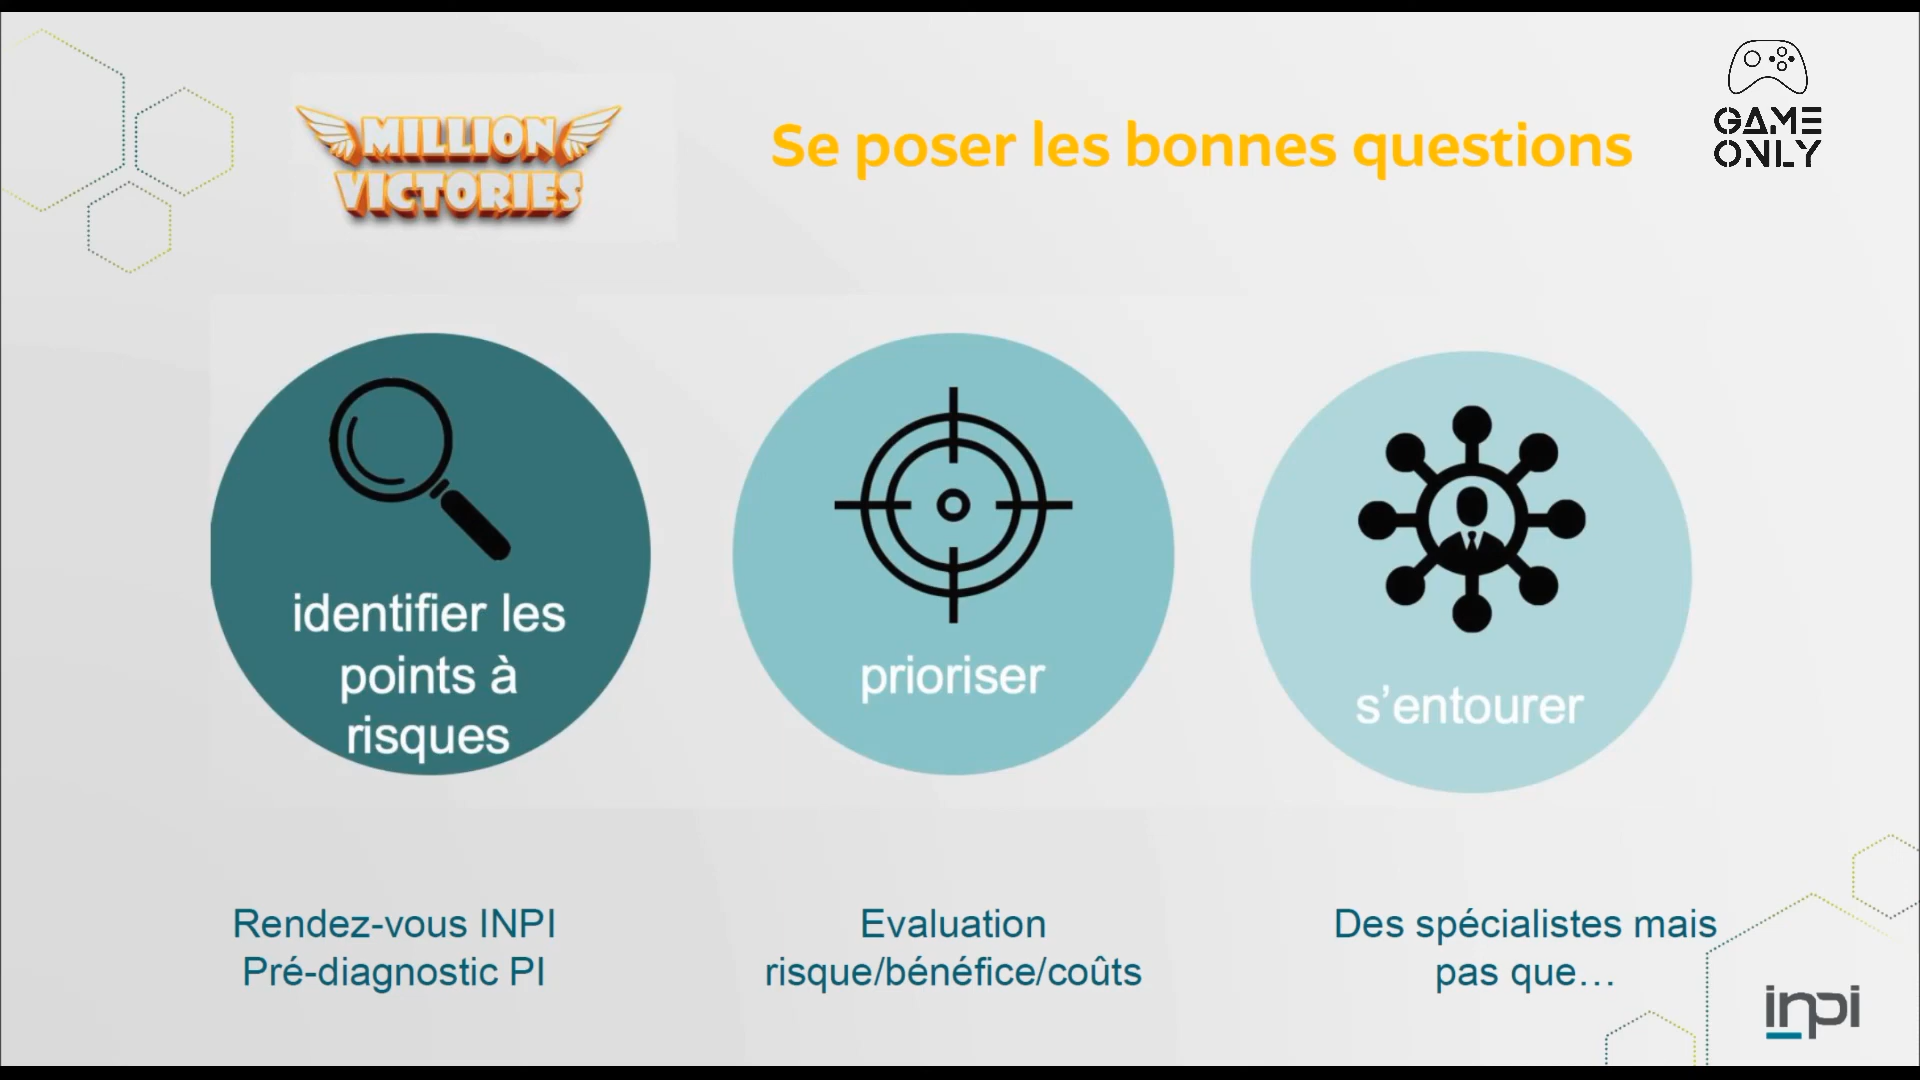 MILLION
VICTORIES
Se poser les bonnes questions
GAME
ONLY
identifier les
points à
risques
prioriser
s’entourer
Rendez-vous INPI
Pré-diagnostic PI
Evaluation
risque/bénéfice/coûts
Des spécialistes mais
pas que…
inpi